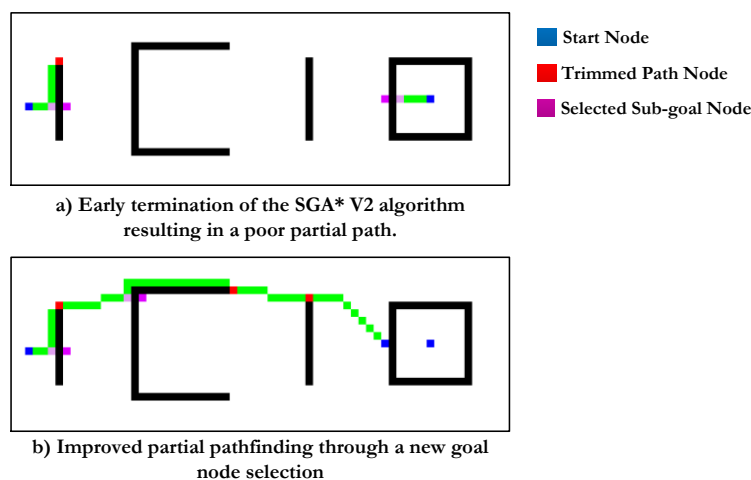 Start Node
Trimmed Path Node
Selected Sub-goal Node
a) Early termination of the SGA* V2 algorithm
resulting in a poor partial path.
b) Improved partial pathfinding through a new goal
node selection